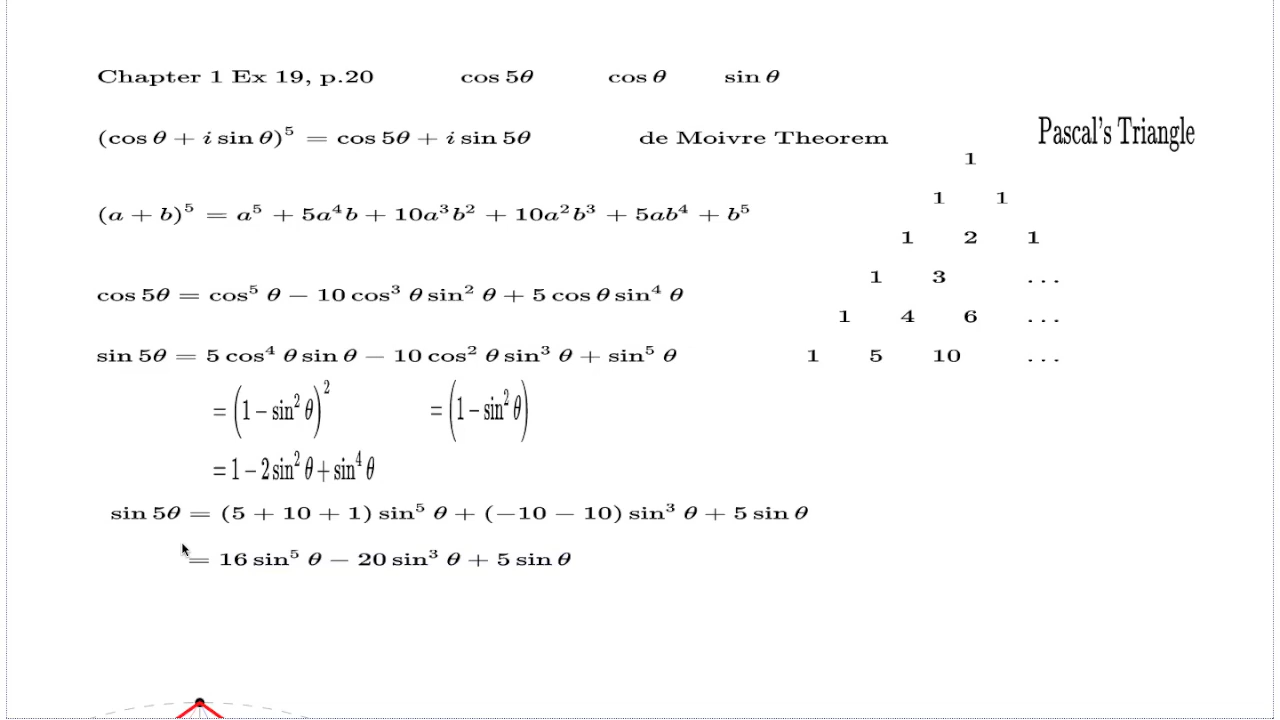 Chapter 1 Ex 19, p.20 cos 5θ cos θ sin θ
(cos θ + i sin θ)⁵ = cos 5θ + i sin 5θ de Moivre Theorem
Pascal's Triangle
1
1 1
(a + b)⁵ = a⁵ + 5a⁴b + 10a³b² + 10a²b³ + 5ab⁴ + b⁵
1 2 1
1 3 ...
cos 5θ = cos⁵ θ − 10 cos³ θ sin² θ + 5 cos θ sin⁴ θ
1 4 6 ...
sin 5θ = 5 cos⁴ θ sin θ − 10 cos² θ sin³ θ + sin⁵ θ
1 5 10 ...
= (1 − sin² θ)² = (1 − sin² θ)
= 1 − 2 sin² θ + sin⁴ θ
sin 5θ = (5 + 10 + 1) sin⁵ θ + (−10 − 10) sin³ θ + 5 sin θ
= 16 sin⁵ θ − 20 sin³ θ + 5 sin θ